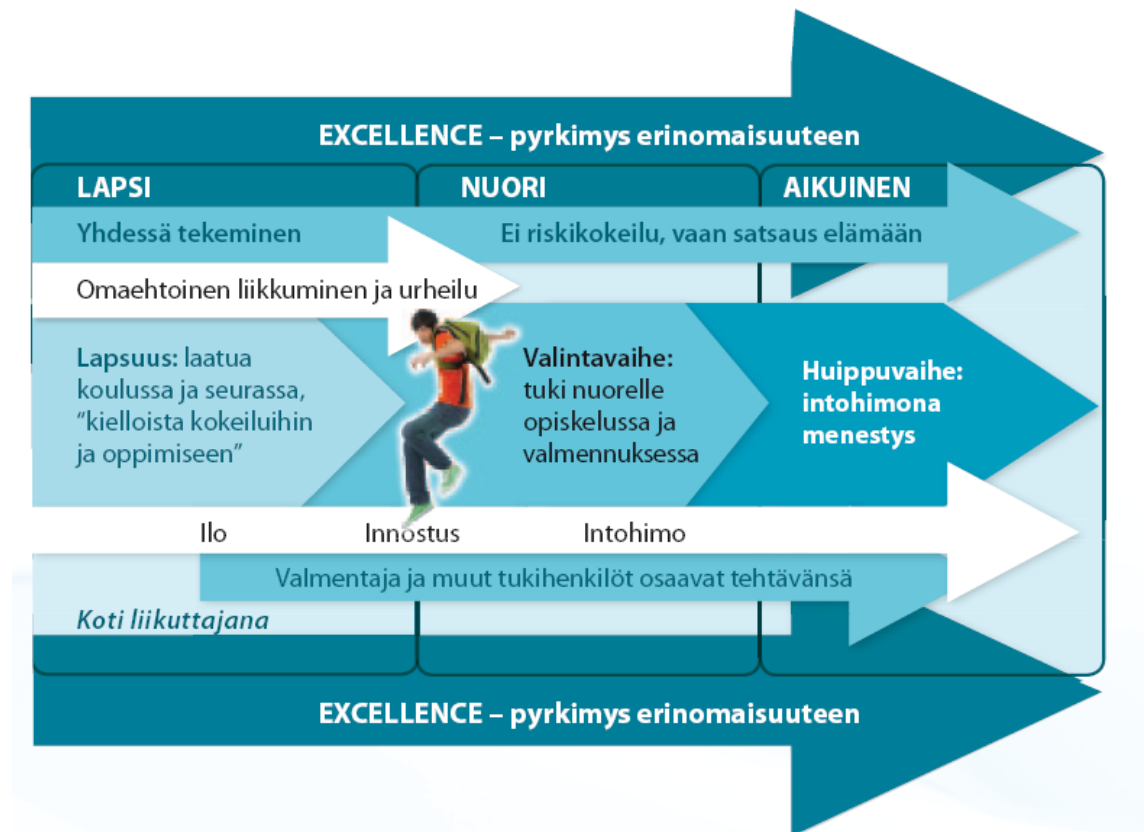 EXCELLENCE – pyrkimys erinomaisuuteen
LAPSI
NUORI
AIKUINEN
Yhdessä tekeminen
Ei riskikokeilu, vaan satsaus elämään
Omaehtoinen liikkuminen ja urheilu
Lapsuus: laatua
koulussa ja seurassa,
”kielloista kokeiluihin
ja oppimiseen”
Valintavaihe:
tuki nuorelle
opiskelussa ja
valmennuksessa
Huippuvaihe:
intohimona
menestys
Ilo
Innostus
Intohimo
Valmentaja ja muut tukihenkilöt osaavat tehtävänsä
Koti liikuttajana
EXCELLENCE – pyrkimys erinomaisuuteen